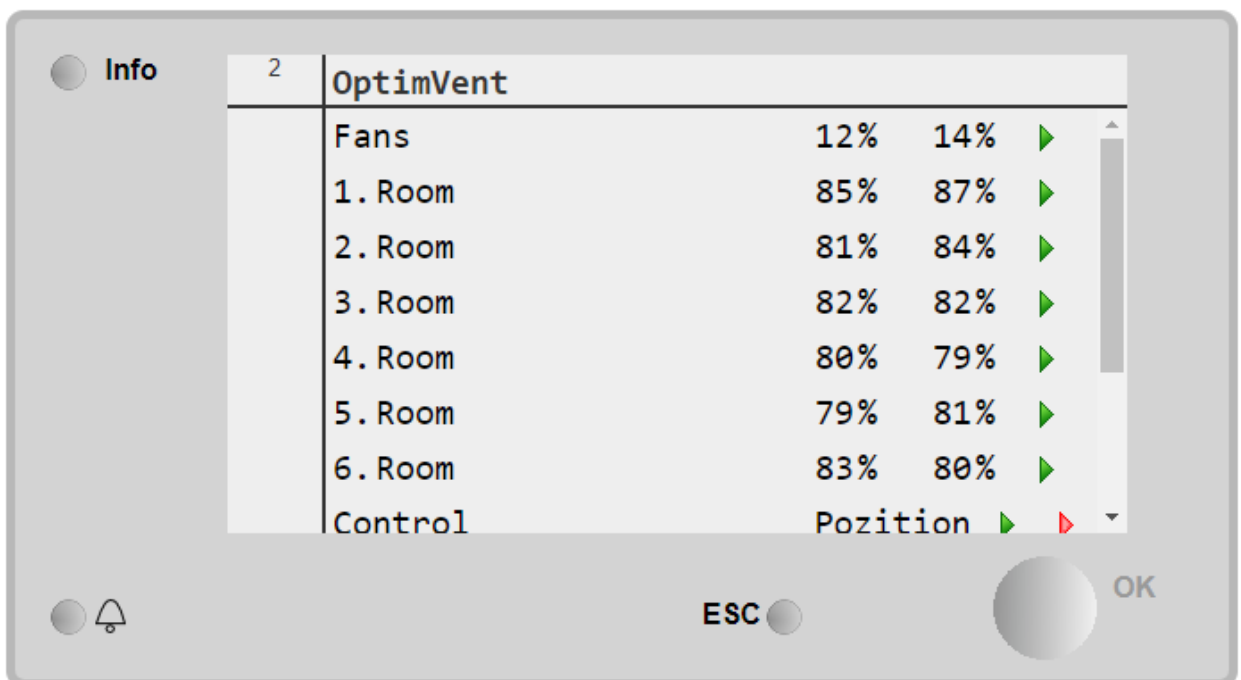 Info
2 OptimVent
Fans 12% 14%
1.Room 85% 87%
2.Room 81% 84%
3.Room 82% 82%
4.Room 80% 79%
5.Room 79% 81%
6.Room 83% 80%
Control Pozition
OK
ESC